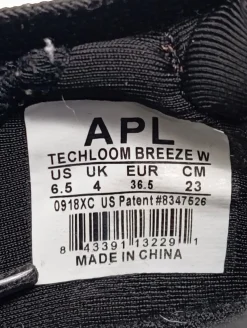 APL
TECHLOOM BREEZE W
US UK EUR CM
6.5 4 36.5 23
0918XC US Patent #8347526
8 43391 13229 1
MADE IN CHINA